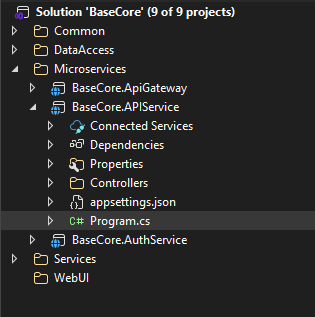 Solution 'BaseCore' (9 of 9 projects)
Common
DataAccess
Microservices
BaseCore.ApiGateway
BaseCore.APIService
Connected Services
Dependencies
Properties
Controllers
appsettings.json
C# Program.cs
BaseCore.AuthService
Services
WebUI